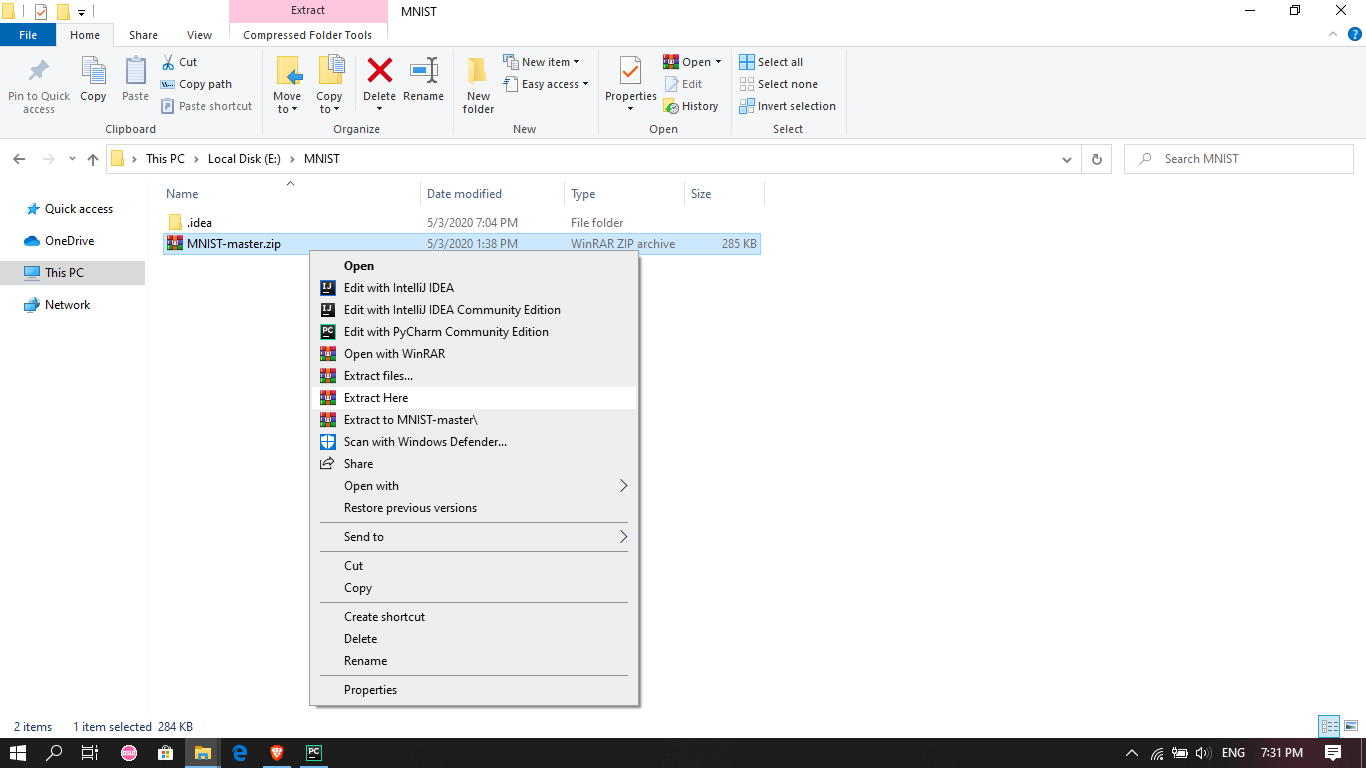 Extract
MNIST
File
Home
Share
View
Compressed Folder Tools
Pin to Quick access
Copy
Paste
Cut
Copy path
Paste shortcut
Clipboard
Move to
Copy to
Delete
Rename
Organize
New folder
New item
Easy access
New
Properties
Open
Edit
History
Open
Select all
Select none
Invert selection
Select
This PC
Local Disk (E:)
MNIST
Search MNIST
Name
Date modified
Type
Size
Quick access
OneDrive
This PC
Network
.idea 5/3/2020 7:04 PM File folder
MNIST-master.zip 5/3/2020 1:38 PM WinRAR ZIP archive 285 KB
Open
Edit with IntelliJ IDEA
Edit with IntelliJ IDEA Community Edition
Edit with PyCharm Community Edition
Open with WinRAR
Extract files...
Extract Here
Extract to MNIST-master\
Scan with Windows Defender...
Share
Open with
Restore previous versions
Send to
Cut
Copy
Create shortcut
Delete
Rename
Properties
2 items 1 item selected 284 KB
osu!
PC
ENG
7:31 PM